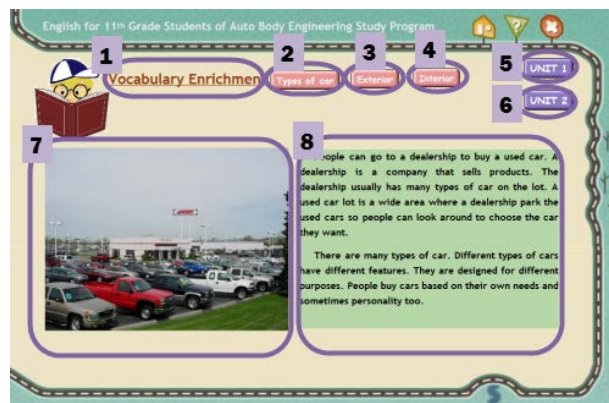 English for 11th Grade Students of Auto Body Engineering Study Program
?
1
2
3
4
5
6
Vocabulary Enrichmen
Types of car
Exterior
Interior
UNIT 1
UNIT 2
7
8
People can go to a dealership to buy a used car. A
dealership is a company that sells products. The
dealership usually has many types of car on the lot. A
used car lot is a wide area where a dealership park the
used cars so people can look around to choose the car
they want.
There are many types of car. Different types of cars
have different features. They are designed for different
purposes. People buy cars based on their own needs and
sometimes personality too.